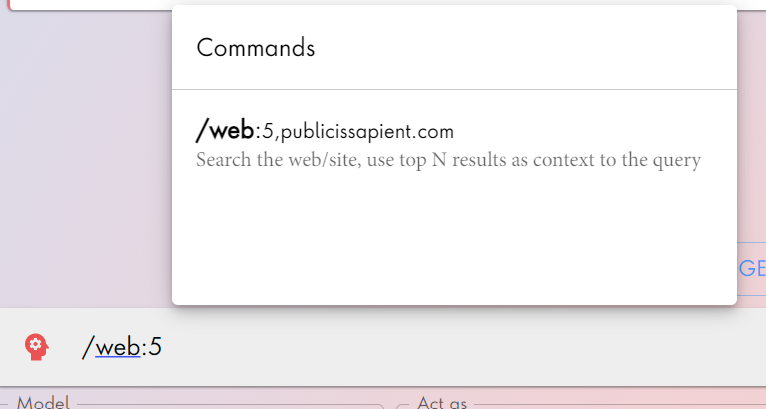 Commands
/web:5,publicissapient.com
Search the web/site, use top N results as context to the query
GE
/web:5
Model
Act as